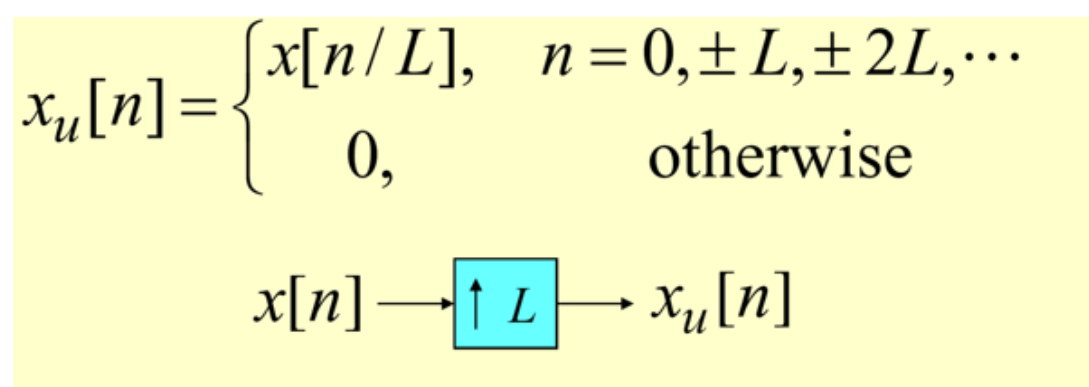 x_u[n] = { x[n / L], n = 0, ± L, ± 2L, ⋯
0, otherwise
x[n] → ↑ L → x_u[n]